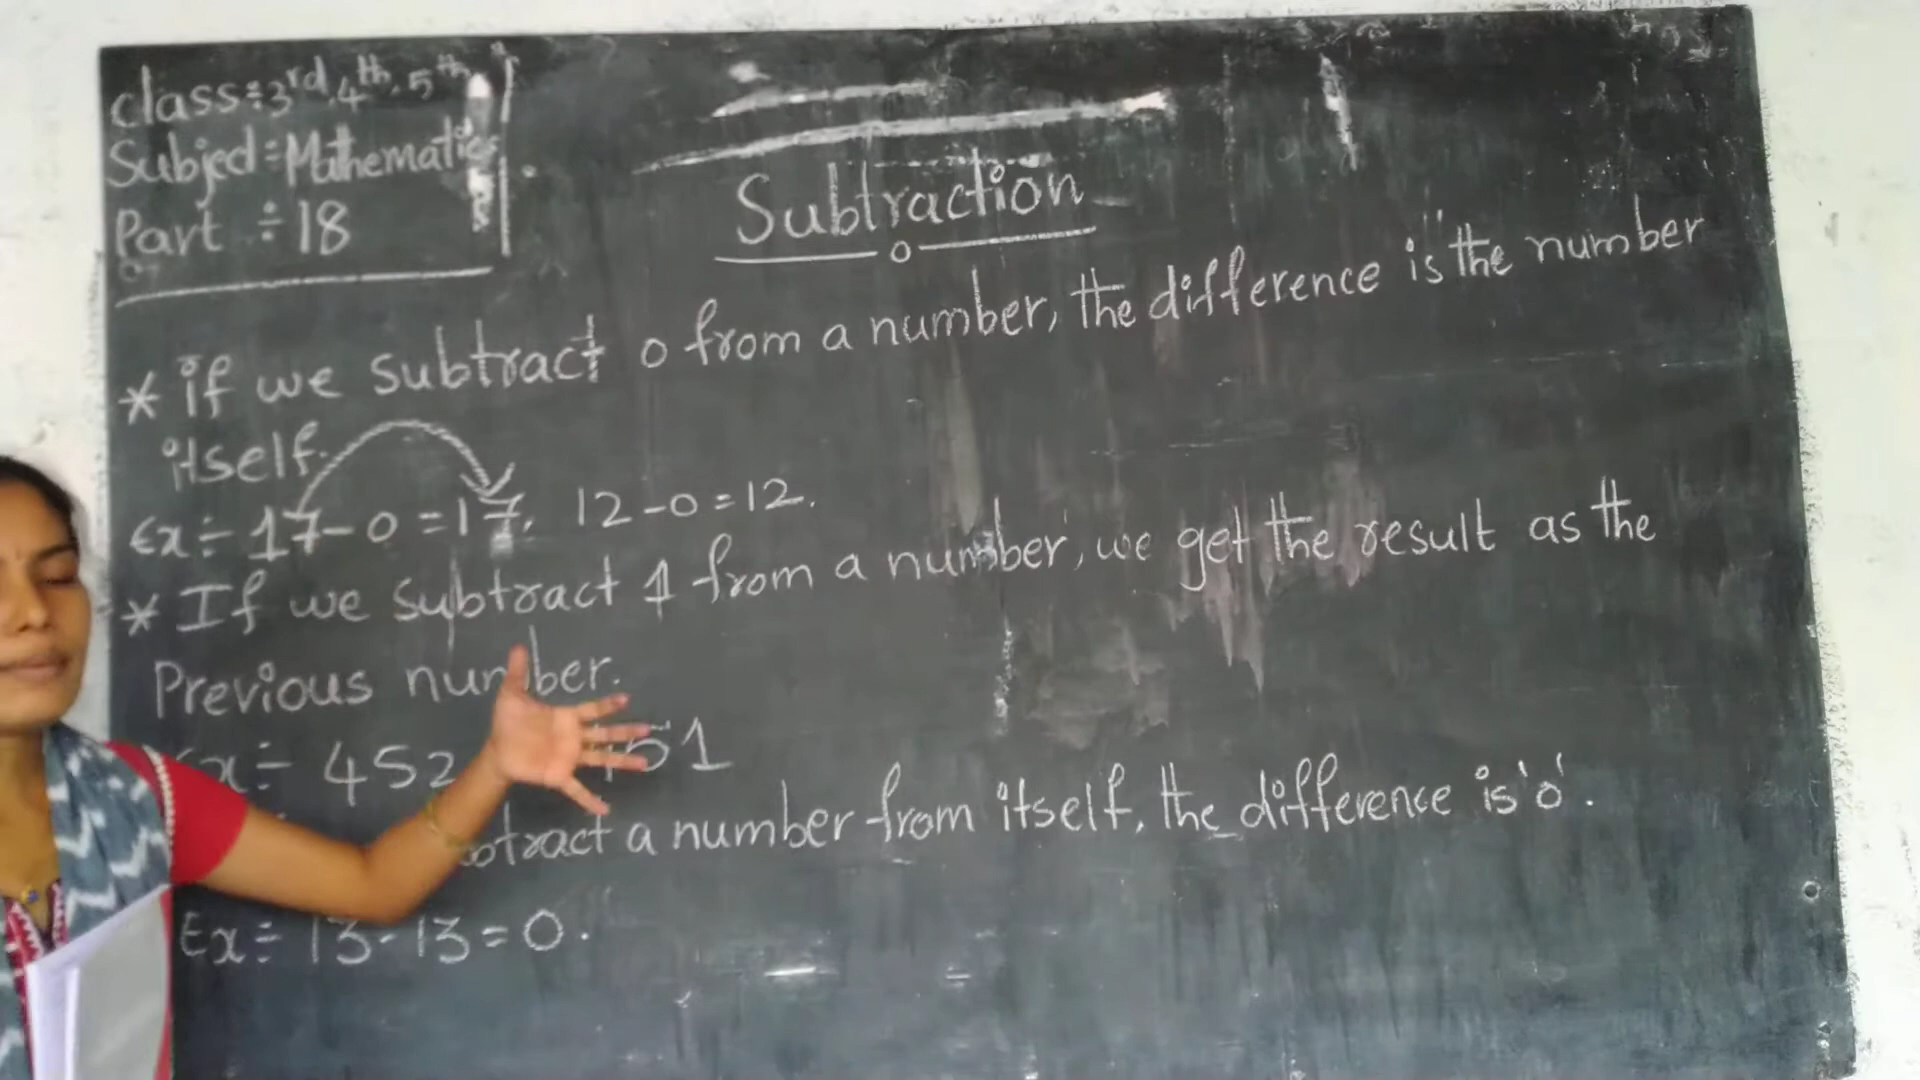 class÷3rd, 4th, 5th
Subject÷Mathematics
Part ÷18
Subtraction
* If we subtract 0 from a number, the difference is "the number
itself.
Ex÷ 17-0=17, 12-0=12.
* If we subtract 1 from a number, we get the result as the
Previous number.
452 451
a number from itself, the difference is '0'.
Ex÷ 13-13=0.